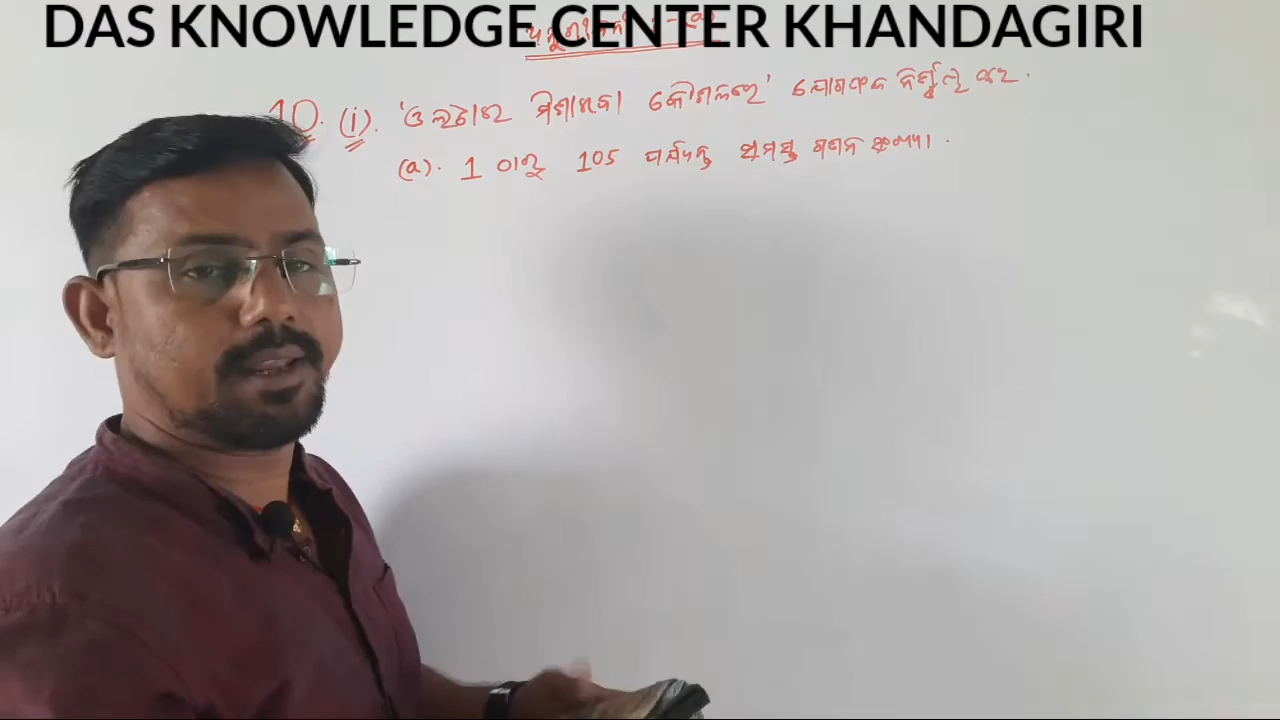 DAS KNOWLEDGE CENTER KHANDAGIRI
10. (i). 'ଓଲଟାଇ ମିଶାଇବା କୌଶଳରେ' ଯୋଗଫଳ ନିର୍ଣ୍ଣୟ କର.
(a). 1 ଠାରୁ 105 ପର୍ଯ୍ୟନ୍ତ ସମସ୍ତ ଗଣନ ସଂଖ୍ୟା.